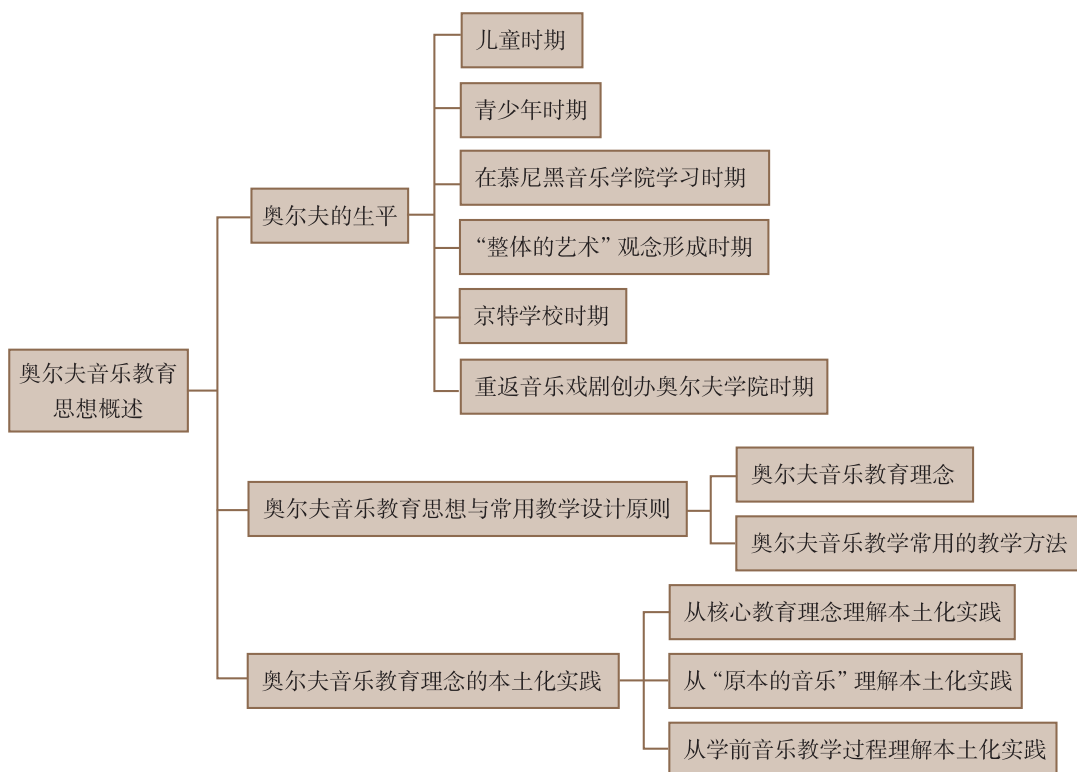 奥尔夫音乐教育
思想概述
奥尔夫的生平
儿童时期
青少年时期
在慕尼黑音乐学院学习时期
“整体的艺术”观念形成时期
京特学校时期
重返音乐戏剧创办奥尔夫学院时期
奥尔夫音乐教育思想与常用教学设计原则
奥尔夫音乐教育理念
奥尔夫音乐教学常用的教学方法
奥尔夫音乐教育理念的本土化实践
从核心教育理念理解本土化实践
从“原本的音乐”理解本土化实践
从学前音乐教学过程理解本土化实践